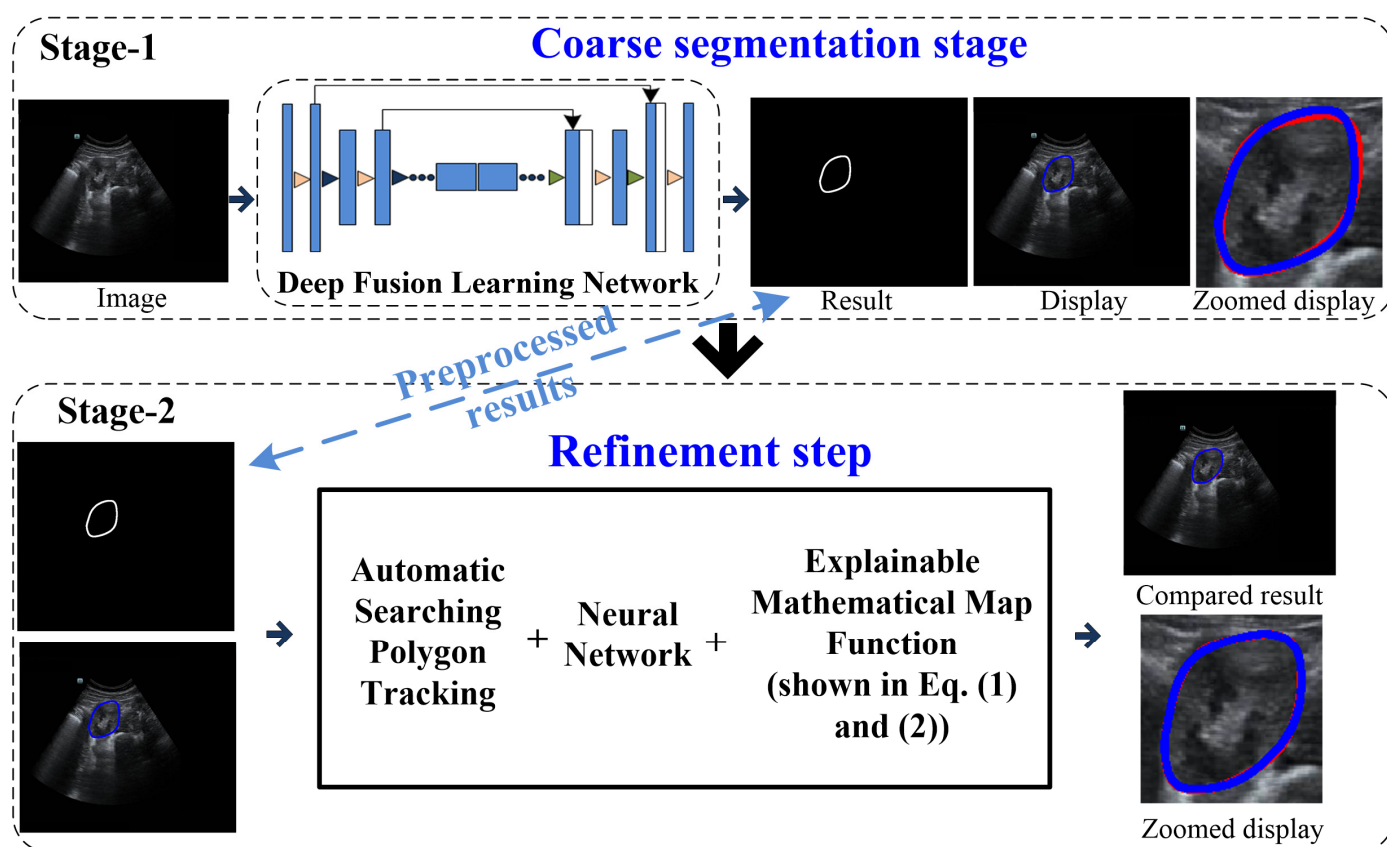 Stage-1
Coarse segmentation stage
Image
Deep Fusion Learning Network
Result
Display
Zoomed display
Preprocessed
results
Stage-2
Refinement step
Automatic
Searching
Polygon
Tracking
+
Neural
Network
+
Explainable
Mathematical Map
Function
(shown in Eq. (1)
and (2))
Compared result
Zoomed display